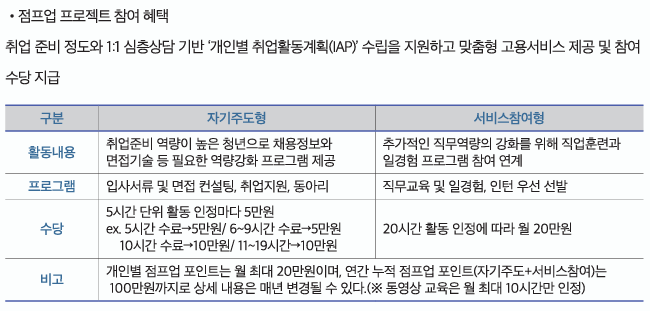 • 점프업 프로젝트 참여 혜택
취업 준비 정도와 1:1 심층상담 기반 ‘개인별 취업활동계획(IAP)’ 수립을 지원하고 맞춤형 고용서비스 제공 및 참여
수당 지급
구분 자기주도형 서비스참여형
활동내용
취업준비 역량이 높은 청년으로 채용정보와
면접기술 등 필요한 역량강화 프로그램 제공
추가적인 직무역량의 강화를 위해 직업훈련과
일경험 프로그램 참여 연계
프로그램 입사서류 및 면접 컨설팅, 취업지원, 동아리 직무교육 및 일경험, 인턴 우선 선발
수당
5시간 단위 활동 인정마다 5만원
ex. 5시간 수료→5만원/ 6~9시간 수료→5만원
10시간 수료→10만원/ 11~19시간→10만원
20시간 활동 인정에 따라 월 20만원
비고
개인별 점프업 포인트는 월 최대 20만원이며, 연간 누적 점프업 포인트(자기주도+서비스참여)는
100만원까지로 상세 내용은 매년 변경될 수 있다.(※ 동영상 교육은 월 최대 10시간만 인정)